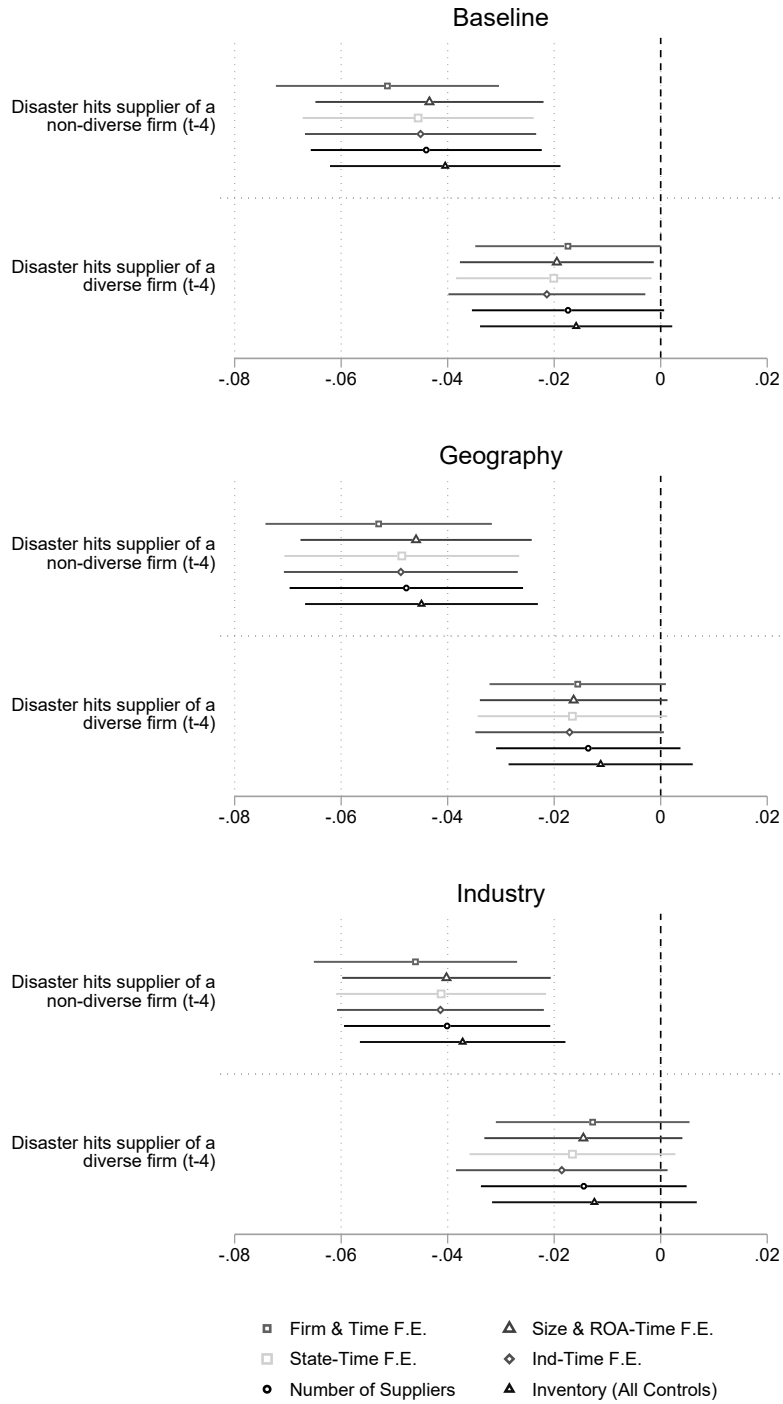 Baseline
Disaster hits supplier of a
non-diverse firm (t-4)
Disaster hits supplier of a
diverse firm (t-4)
-.08 -.06 -.04 -.02 0 .02
Geography
Disaster hits supplier of a
non-diverse firm (t-4)
Disaster hits supplier of a
diverse firm (t-4)
-.08 -.06 -.04 -.02 0 .02
Industry
Disaster hits supplier of a
non-diverse firm (t-4)
Disaster hits supplier of a
diverse firm (t-4)
-.08 -.06 -.04 -.02 0 .02
Firm & Time F.E. Size & ROA-Time F.E.
State-Time F.E. Ind-Time F.E.
Number of Suppliers Inventory (All Controls)